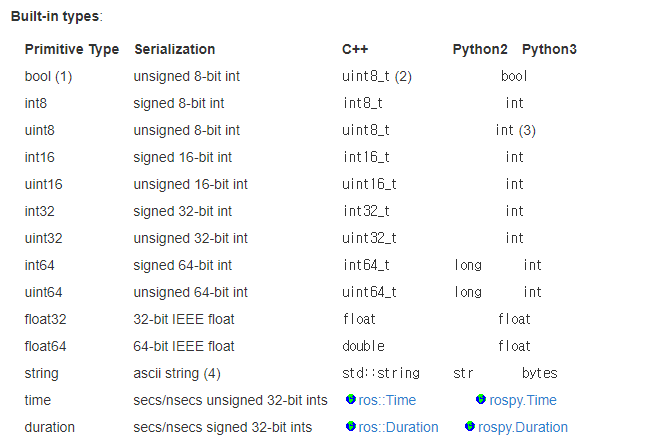 Built-in types:
Primitive Type Serialization C++ Python2 Python3
bool (1) unsigned 8-bit int uint8_t (2) bool
int8 signed 8-bit int int8_t int
uint8 unsigned 8-bit int uint8_t int (3)
int16 signed 16-bit int int16_t int
uint16 unsigned 16-bit int uint16_t int
int32 signed 32-bit int int32_t int
uint32 unsigned 32-bit int uint32_t int
int64 signed 64-bit int int64_t long int
uint64 unsigned 64-bit int uint64_t long int
float32 32-bit IEEE float float float
float64 64-bit IEEE float double float
string ascii string (4) std::string str bytes
time secs/nsecs unsigned 32-bit ints ros::Time rospy.Time
duration secs/nsecs signed 32-bit ints ros::Duration rospy.Duration